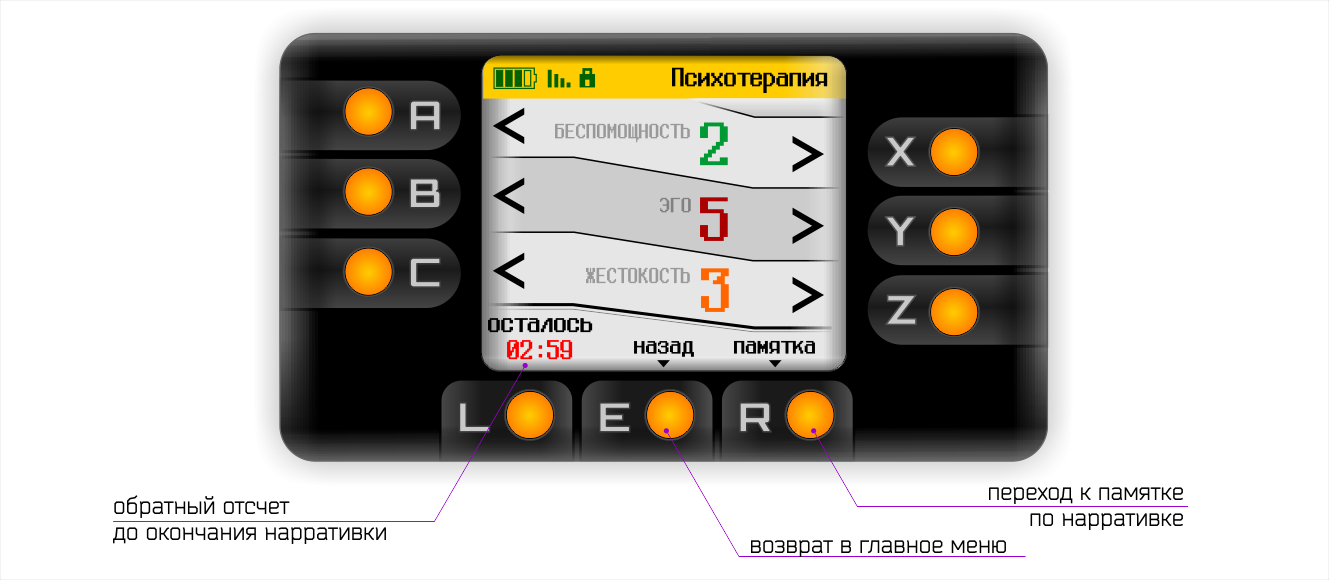 Психотерапия
A
<
БЕСПОМОЩНОСТЬ 2
>
X
B
<
ЭГО 5
>
Y
C
<
ЖЕСТОКОСТЬ 3
>
Z
осталось
02:59
назад
памятка
L
E
R
обратный отсчет
до окончания нарративки
возврат в главное меню
переход к памятке
по нарративке